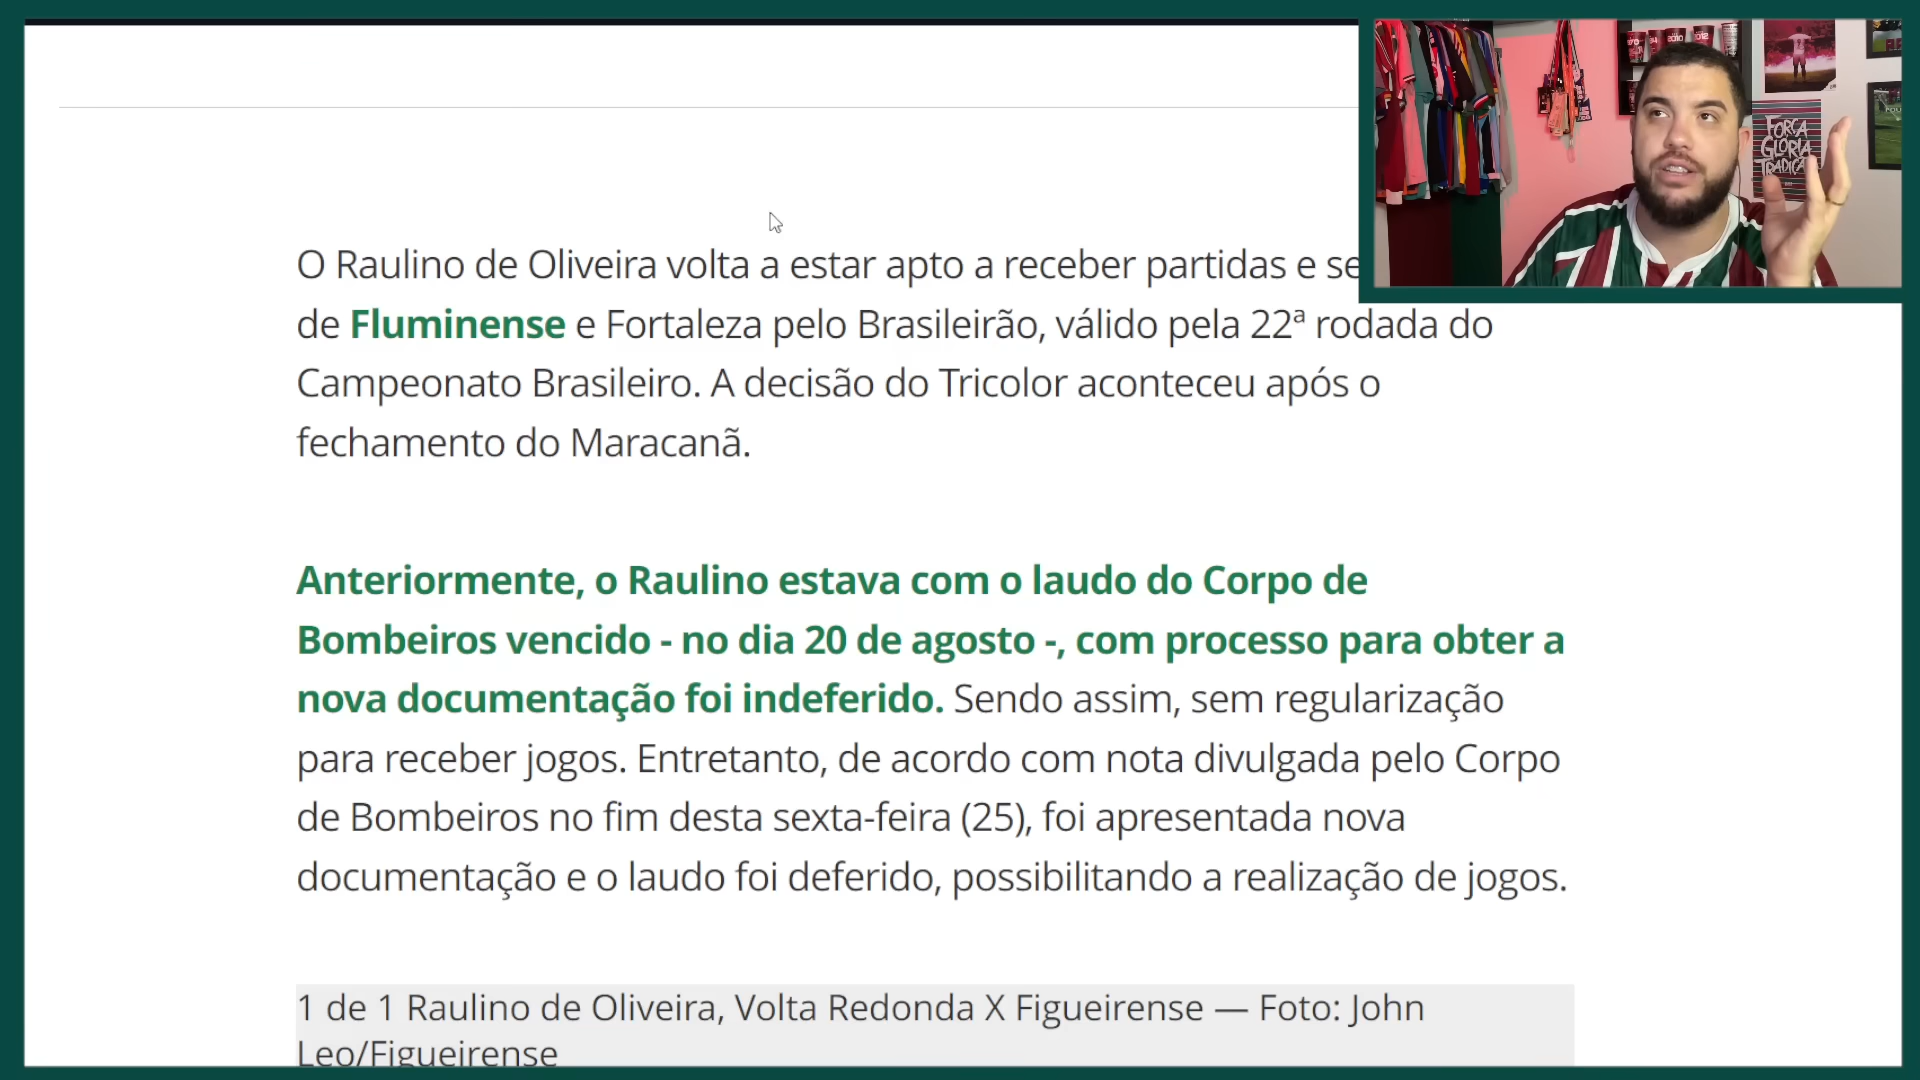 O Raulino de Oliveira volta a estar apto a receber partidas e se
de Fluminense e Fortaleza pelo Brasileirão, válido pela 22ª rodada do
Campeonato Brasileiro. A decisão do Tricolor aconteceu após o
fechamento do Maracanã.
Anteriormente, o Raulino estava com o laudo do Corpo de
Bombeiros vencido - no dia 20 de agosto -, com processo para obter a
nova documentação foi indeferido. Sendo assim, sem regularização
para receber jogos. Entretanto, de acordo com nota divulgada pelo Corpo
de Bombeiros no fim desta sexta-feira (25), foi apresentada nova
documentação e o laudo foi deferido, possibilitando a realização de jogos.
1 de 1 Raulino de Oliveira, Volta Redonda X Figueirense — Foto: John
Leo/Figueirense
FORÇA
GLÓRIA
TRADIÇÃ